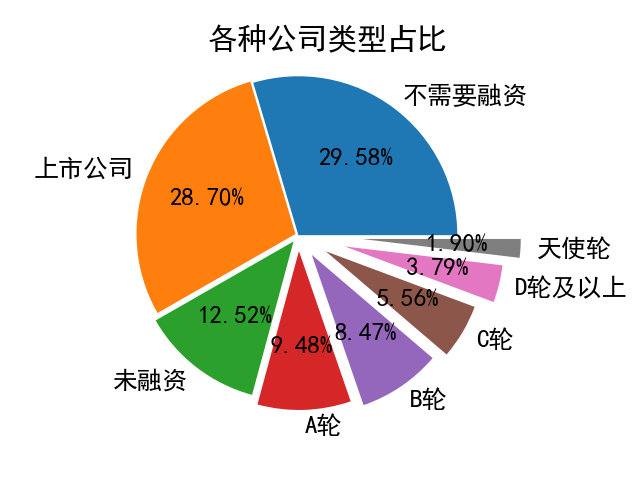 各种公司类型占比
不需要融资
29.58%
上市公司
28.70%
未融资
12.52%
A轮
9.48%
B轮
8.47%
C轮
5.56%
D轮及以上
3.79%
天使轮
1.90%